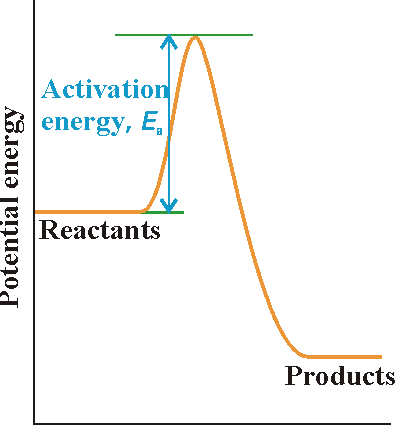 Potential energy
Activation
energy, Ea
Reactants
Products